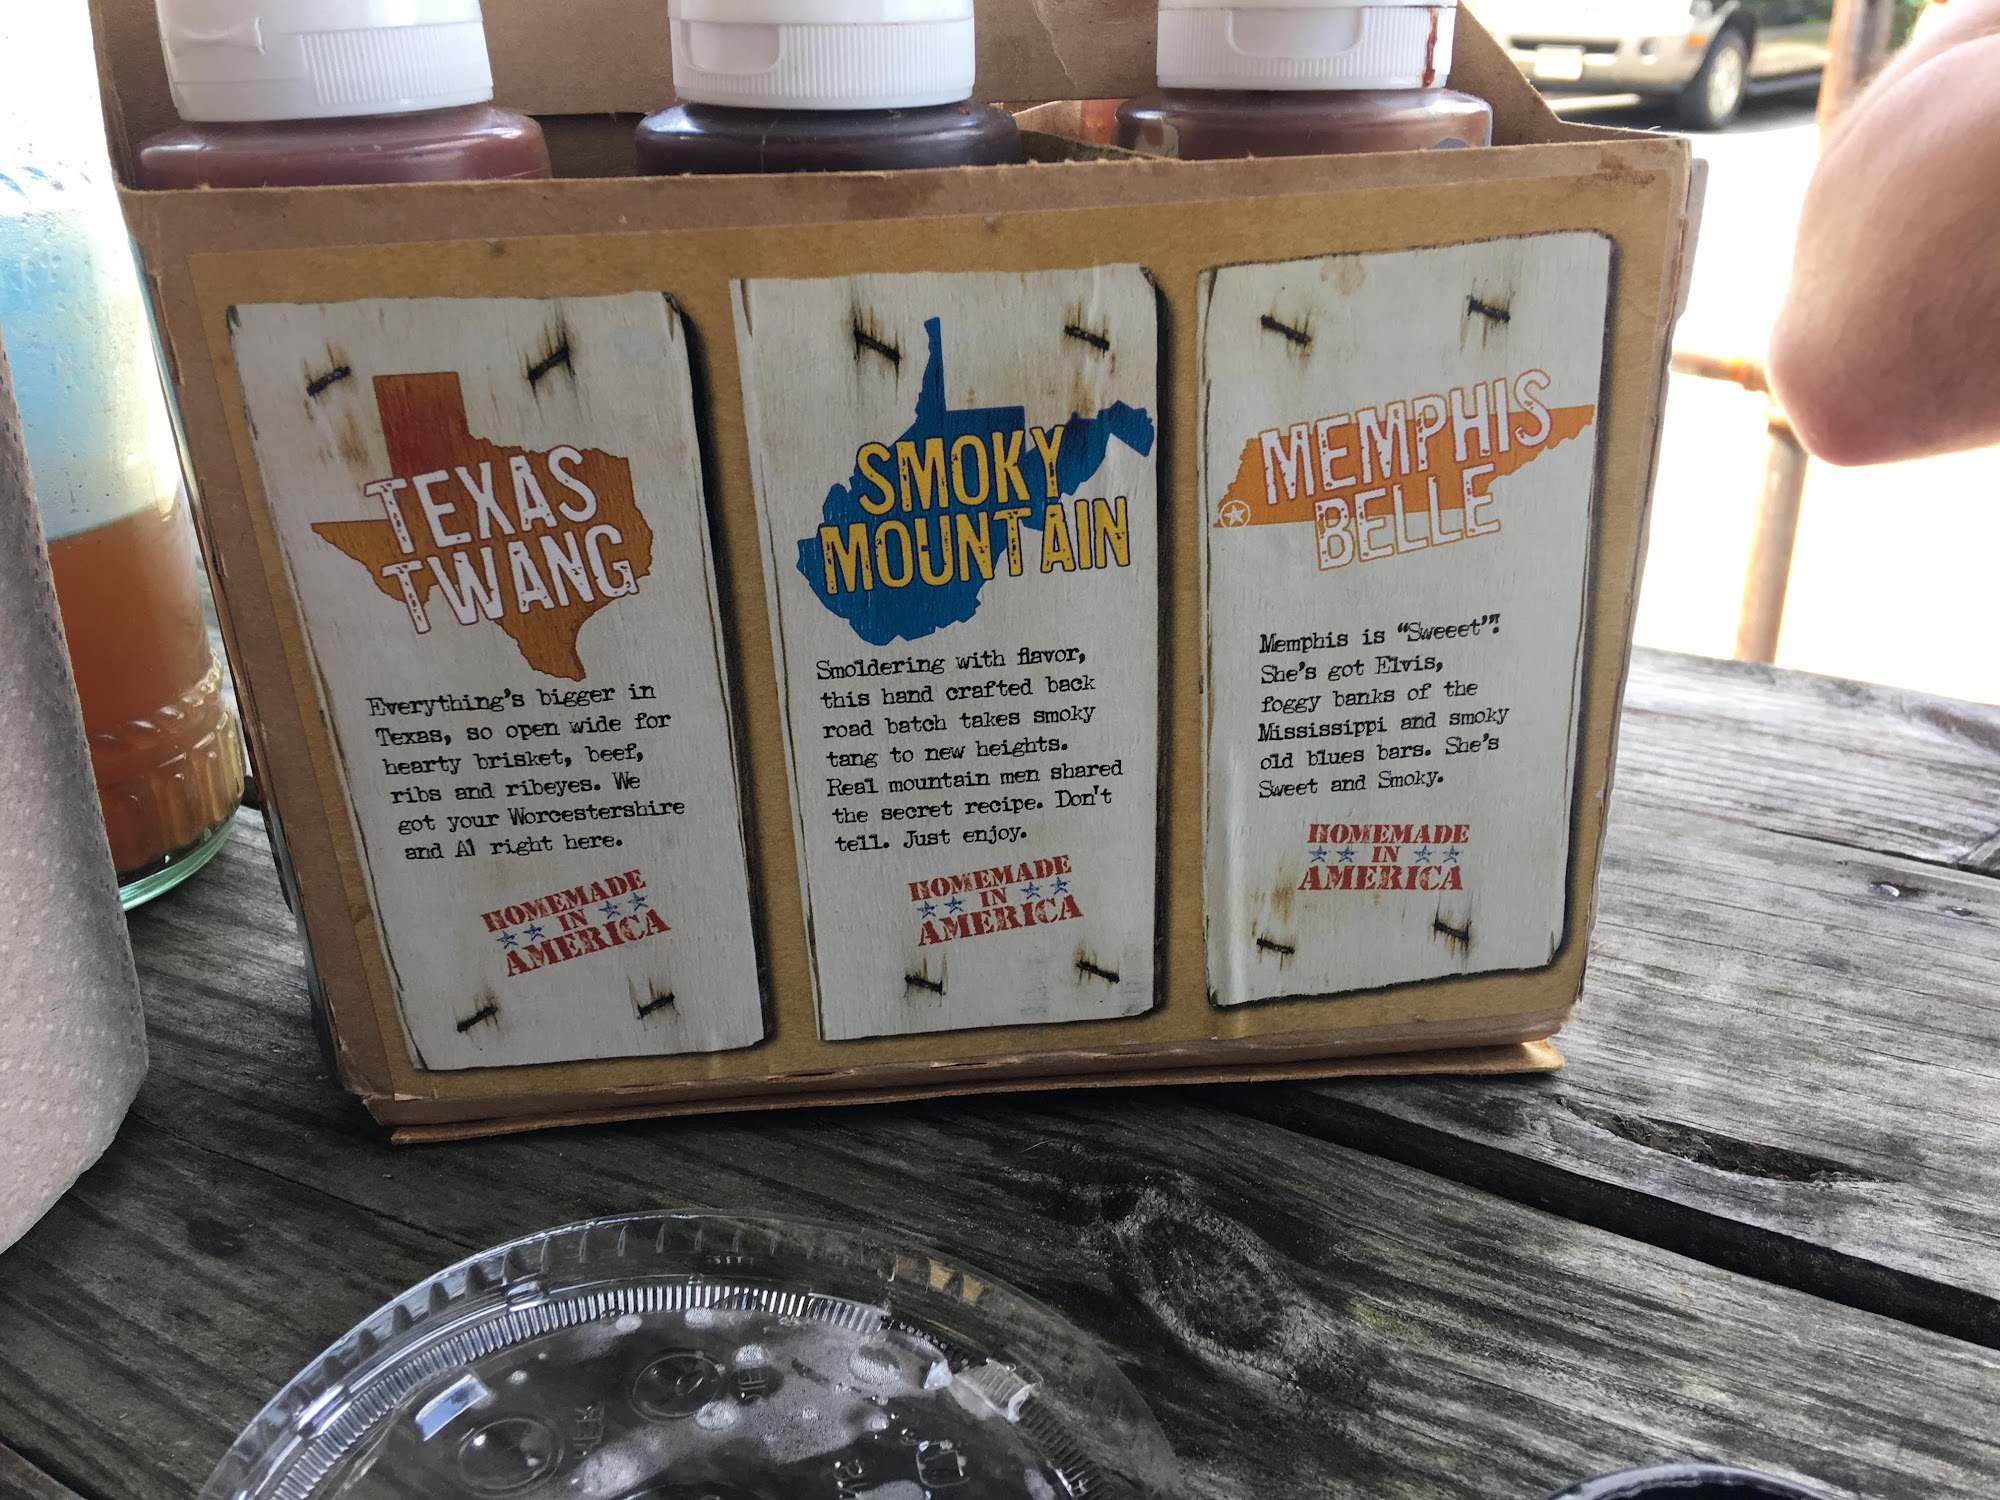 TEXAS
TWANG
Everything's bigger in
Texas, so open wide for
hearty brisket, beef,
ribs and ribeyes. We
got your Worcestershire
and A1 right here.
HOMEMADE
IN
AMERICA
SMOKY
MOUNTAIN
Smoldering with flavor,
this hand crafted back
road batch takes smoky
tang to new heights.
Real mountain men shared
the secret recipe. Don't
tell. Just enjoy.
HOMEMADE
IN
AMERICA
MEMPHIS
BELLE
Memphis is "Sweeet"!
She's got Elvis,
foggy banks of the
Mississippi and smoky
old blues bars. She's
Sweet and Smoky.
HOMEMADE
IN
AMERICA